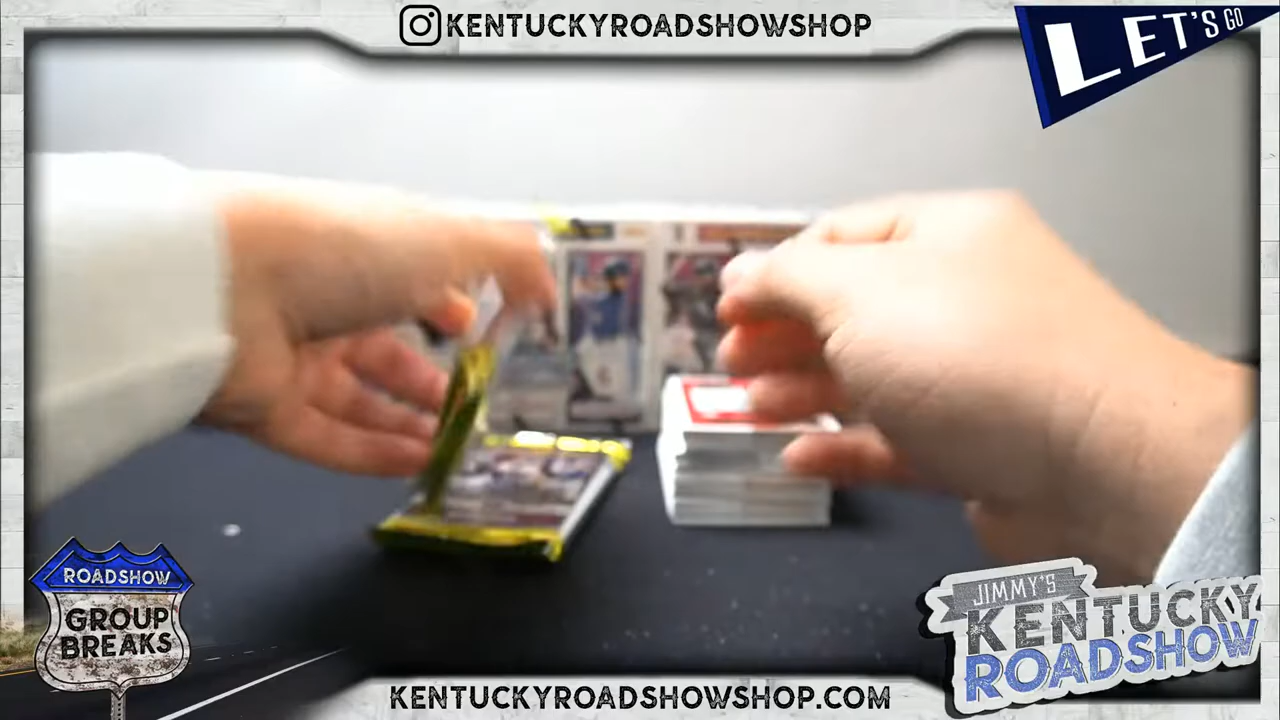 KENTUCKYROADSHOWSHOP
LET'S GO
ROADSHOW
GROUP
BREAKS
JIMMY'S
KENTUCKY
ROADSHOW
KENTUCKYROADSHOWSHOP.COM